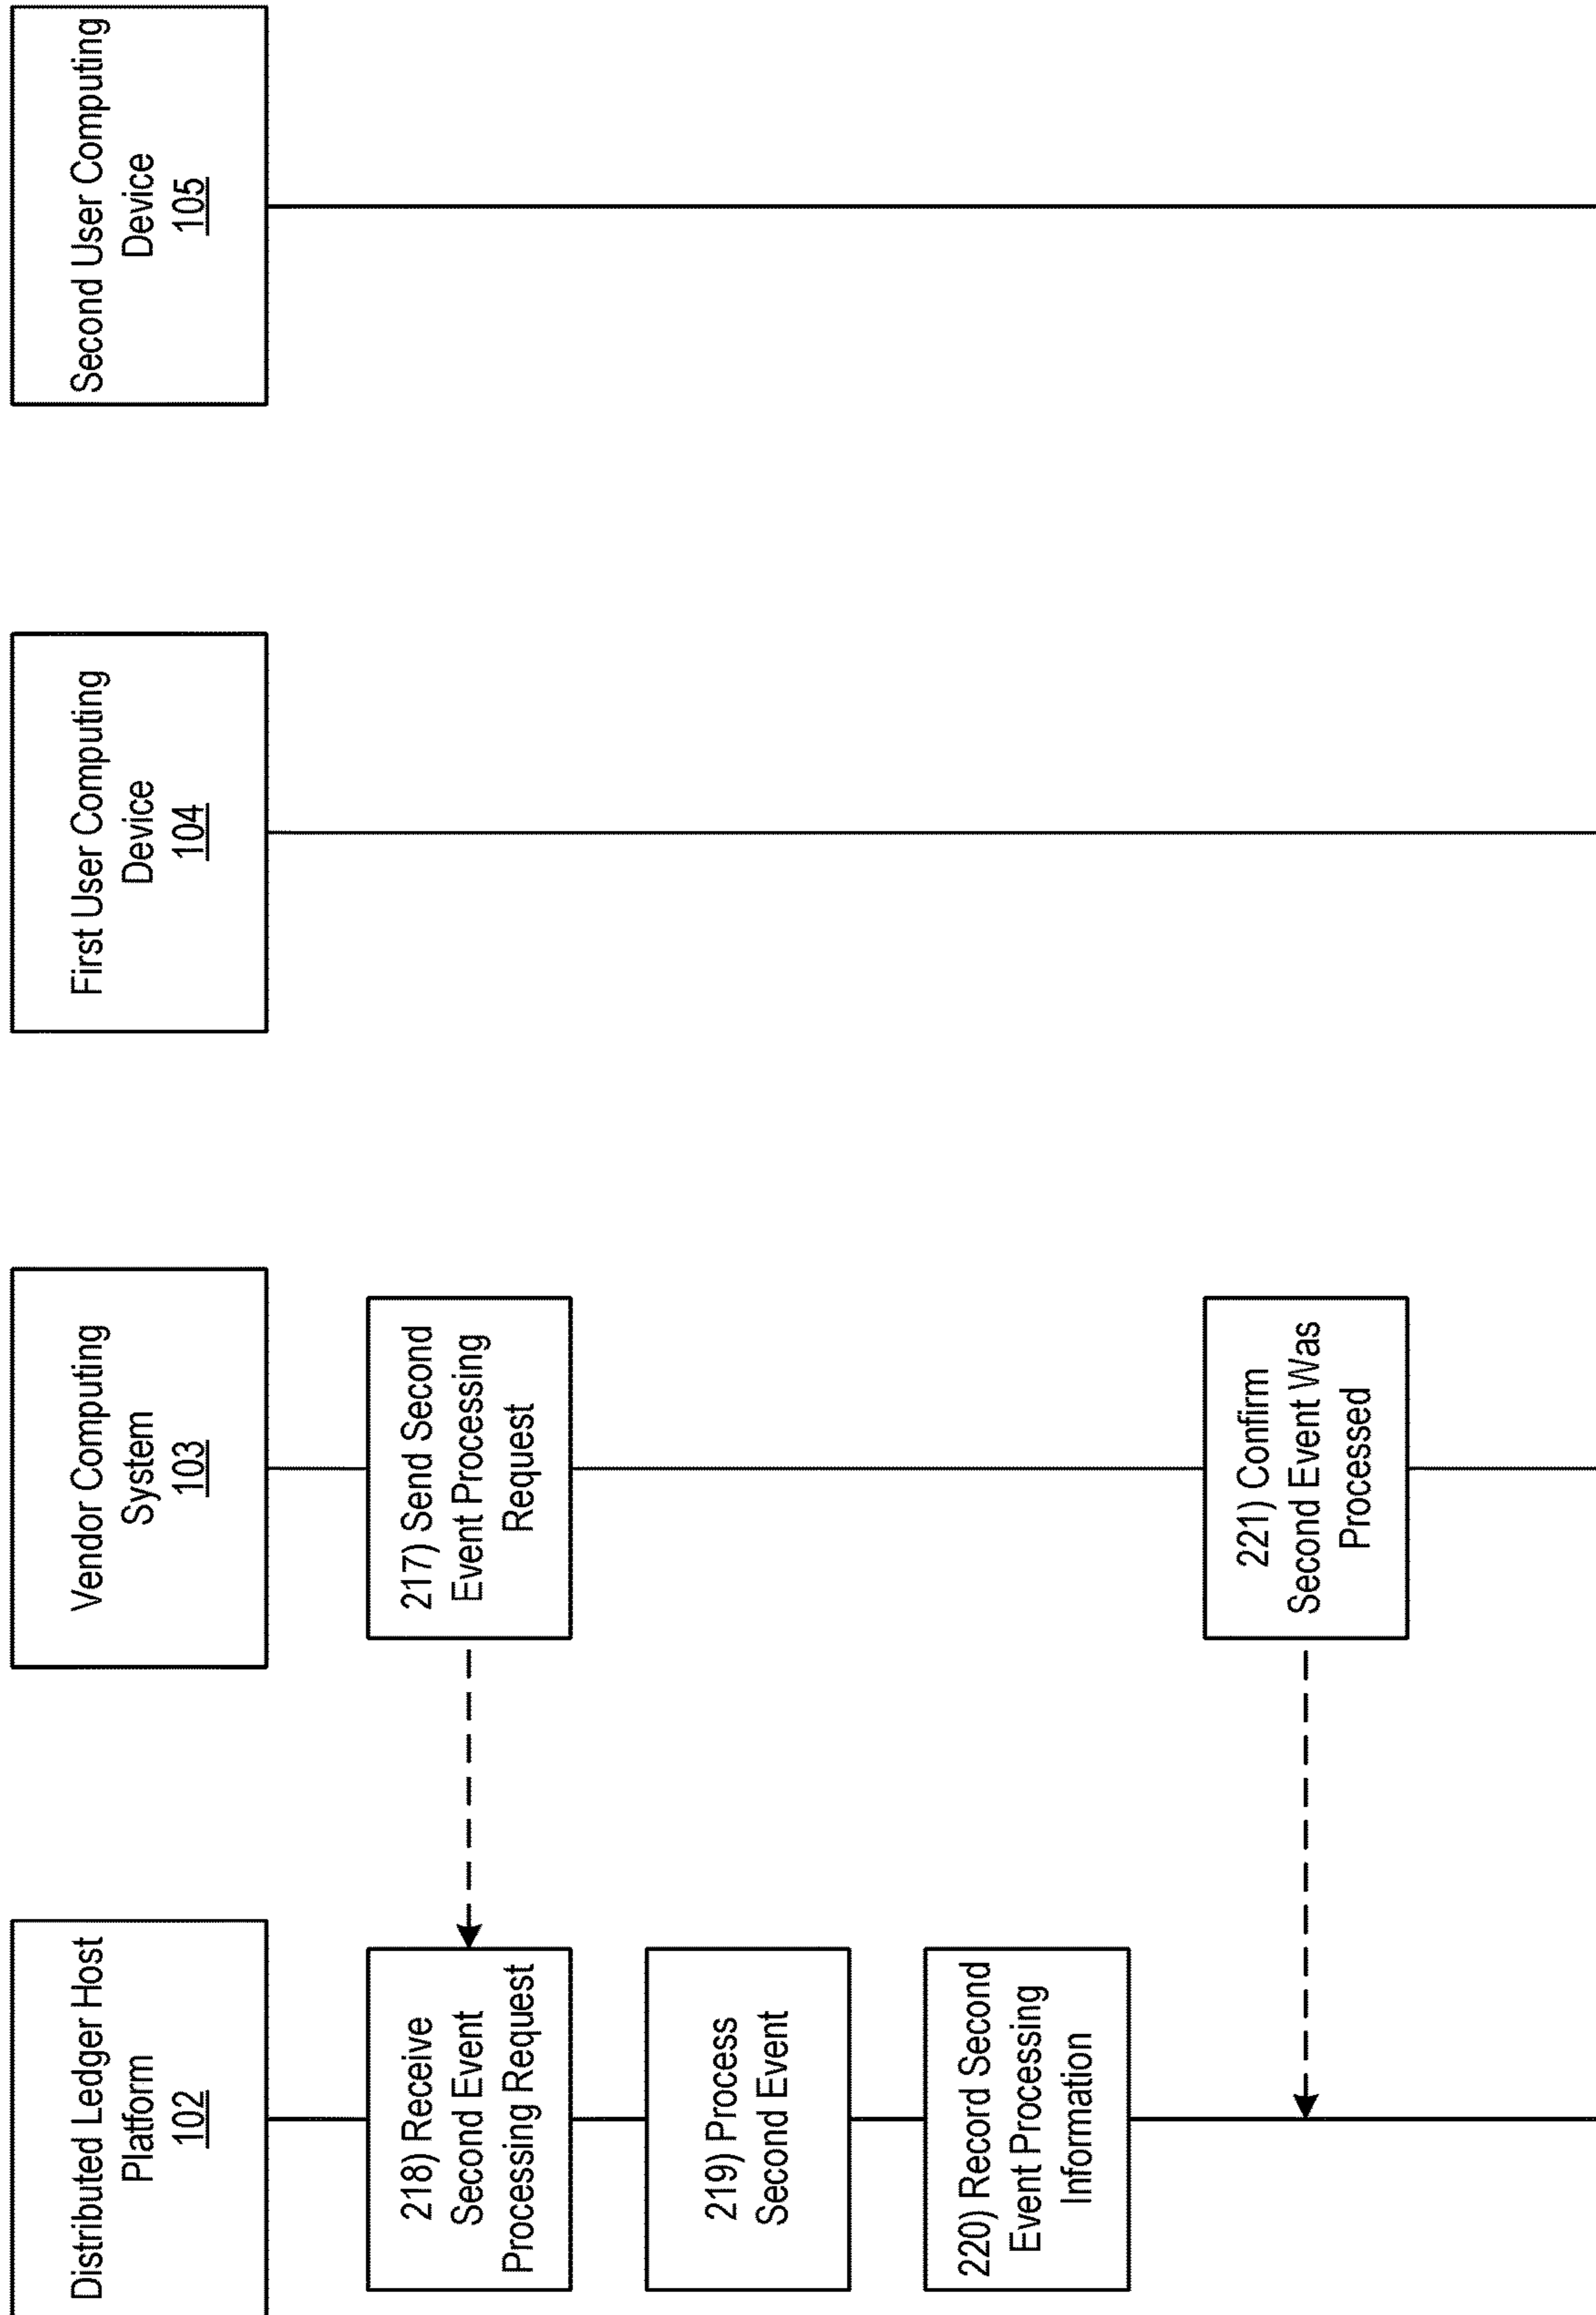 Distributed Ledger Host
Platform
102
Vendor Computing
System
103
First User Computing
Device
104
Second User Computing
Device
105
217) Send Second
Event Processing
Request
218) Receive
Second Event
Processing Request
219) Process
Second Event
220) Record Second
Event Processing
Information
221) Confirm
Second Event Was
Processed